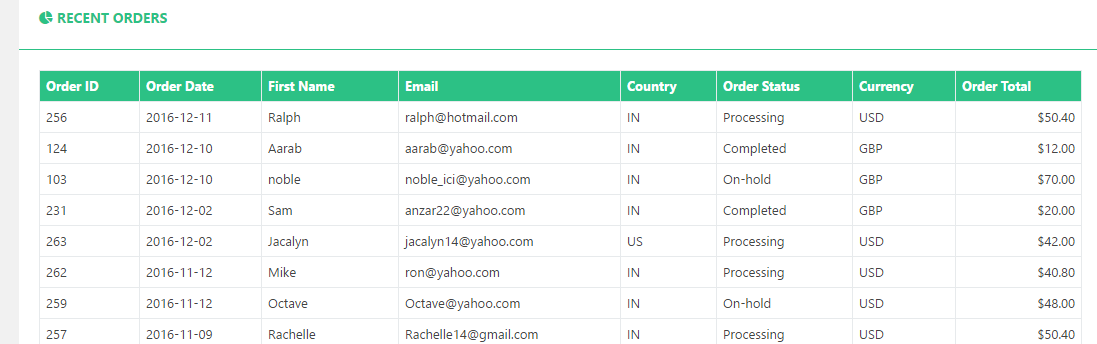 RECENT ORDERS
Order ID Order Date First Name Email Country Order Status Currency Order Total
256 2016-12-11 Ralph ralph@hotmail.com IN Processing USD $50.40
124 2016-12-10 Aarab aarab@yahoo.com IN Completed GBP $12.00
103 2016-12-10 noble noble_ici@yahoo.com IN On-hold GBP $70.00
231 2016-12-02 Sam anzar22@yahoo.com IN Completed GBP $20.00
263 2016-12-02 Jacalyn jacalyn14@yahoo.com US Processing USD $42.00
262 2016-11-12 Mike ron@yahoo.com IN Processing USD $40.80
259 2016-11-12 Octave Octave@yahoo.com IN On-hold USD $48.00
257 2016-11-09 Rachelle Rachelle14@gmail.com IN Processing USD $50.40